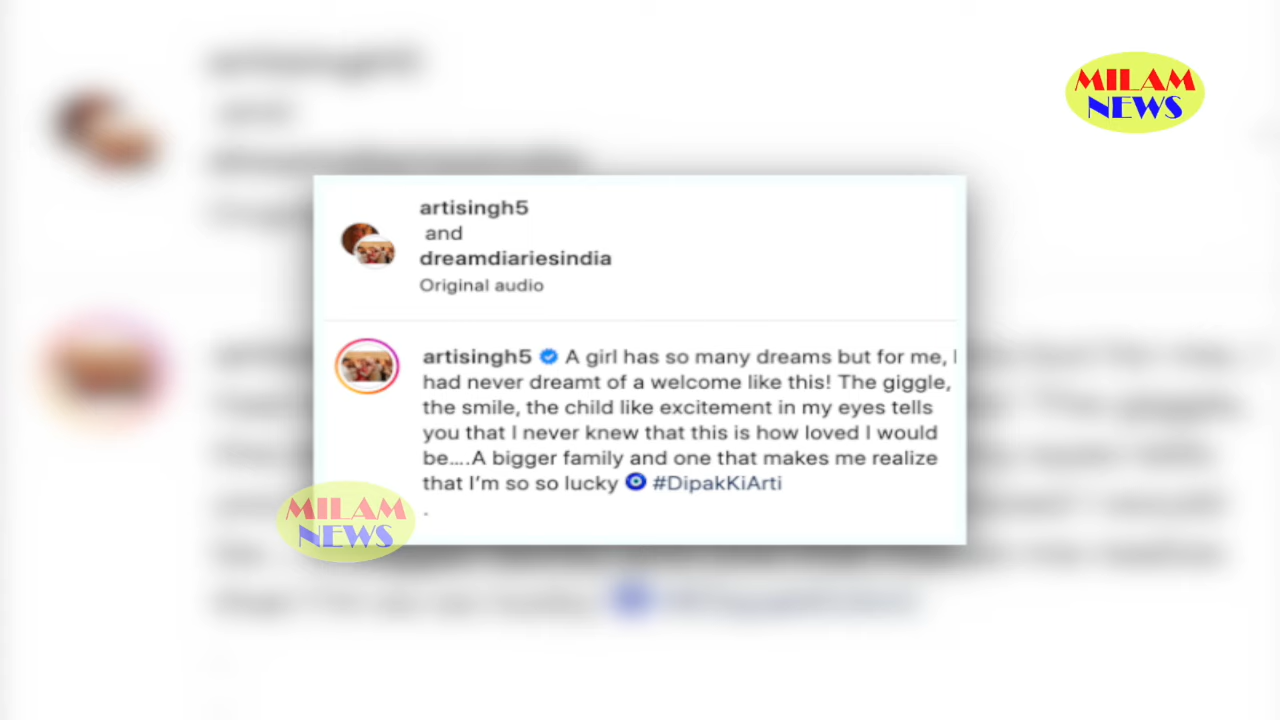 MILAM
NEWS
artisingh5
and
dreamdiariesindia
Original audio
artisingh5 A girl has so many dreams but for me, I
had never dreamt of a welcome like this! The giggle,
the smile, the child like excitement in my eyes tells
you that I never knew that this is how loved I would
be....A bigger family and one that makes me realize
that I'm so so lucky 🧿 #DipakKiArti
.
MILAM
NEWS